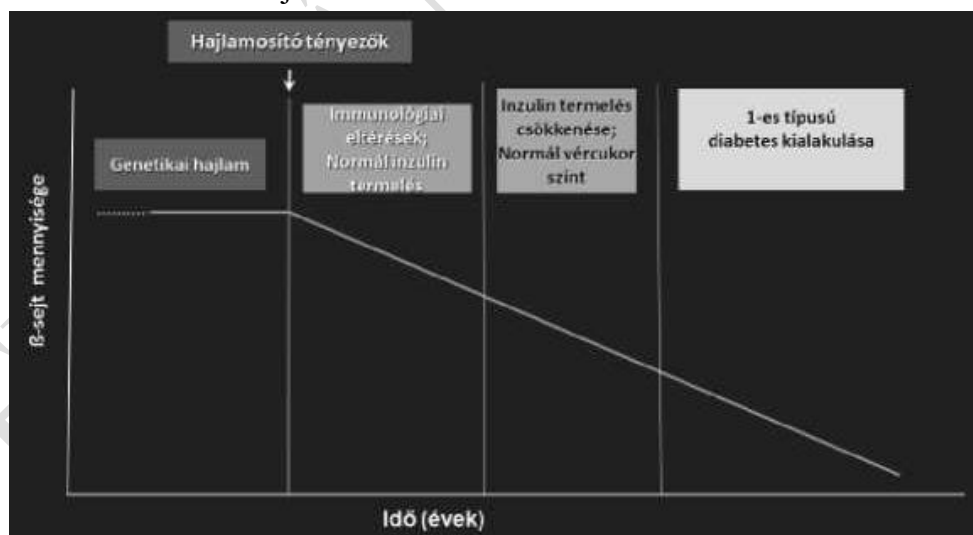 Hajlamosító tényezők
Genetikai hajlam
Immunológiai
eltérések;
Normál inzulin
termelés
Inzulin termelés
csökkenése;
Normál vércukor
szint
1-es típusú
diabetes kialakulása
ß-sejt mennyisége
Idő (évek)